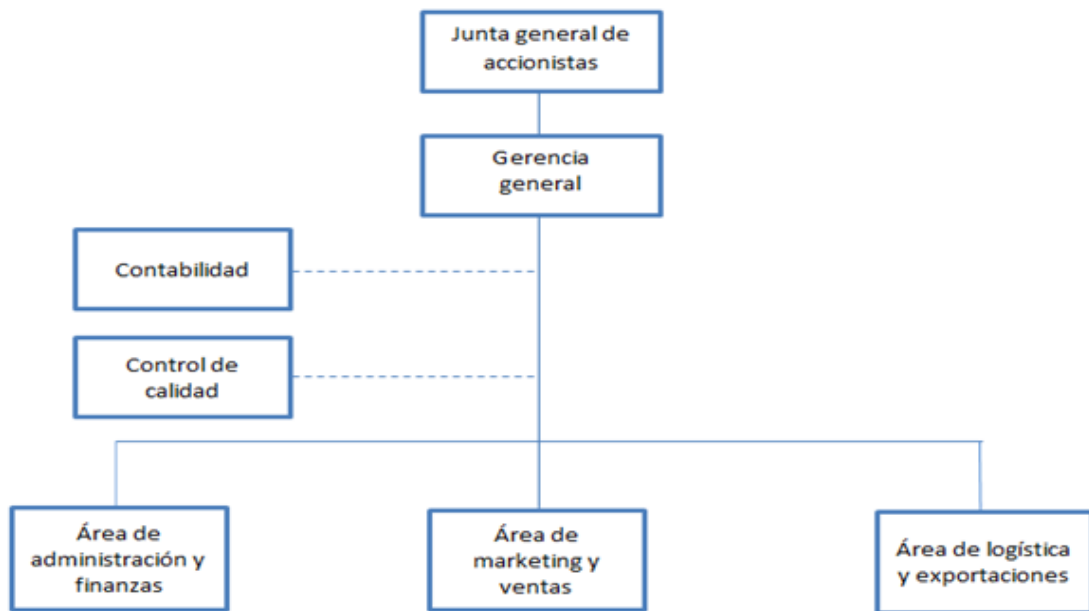 Junta general de
accionistas
Gerencia
general
Contabilidad
Control de
calidad
Área de
administración y
finanzas
Área de
marketing y
ventas
Área de logística
y exportaciones